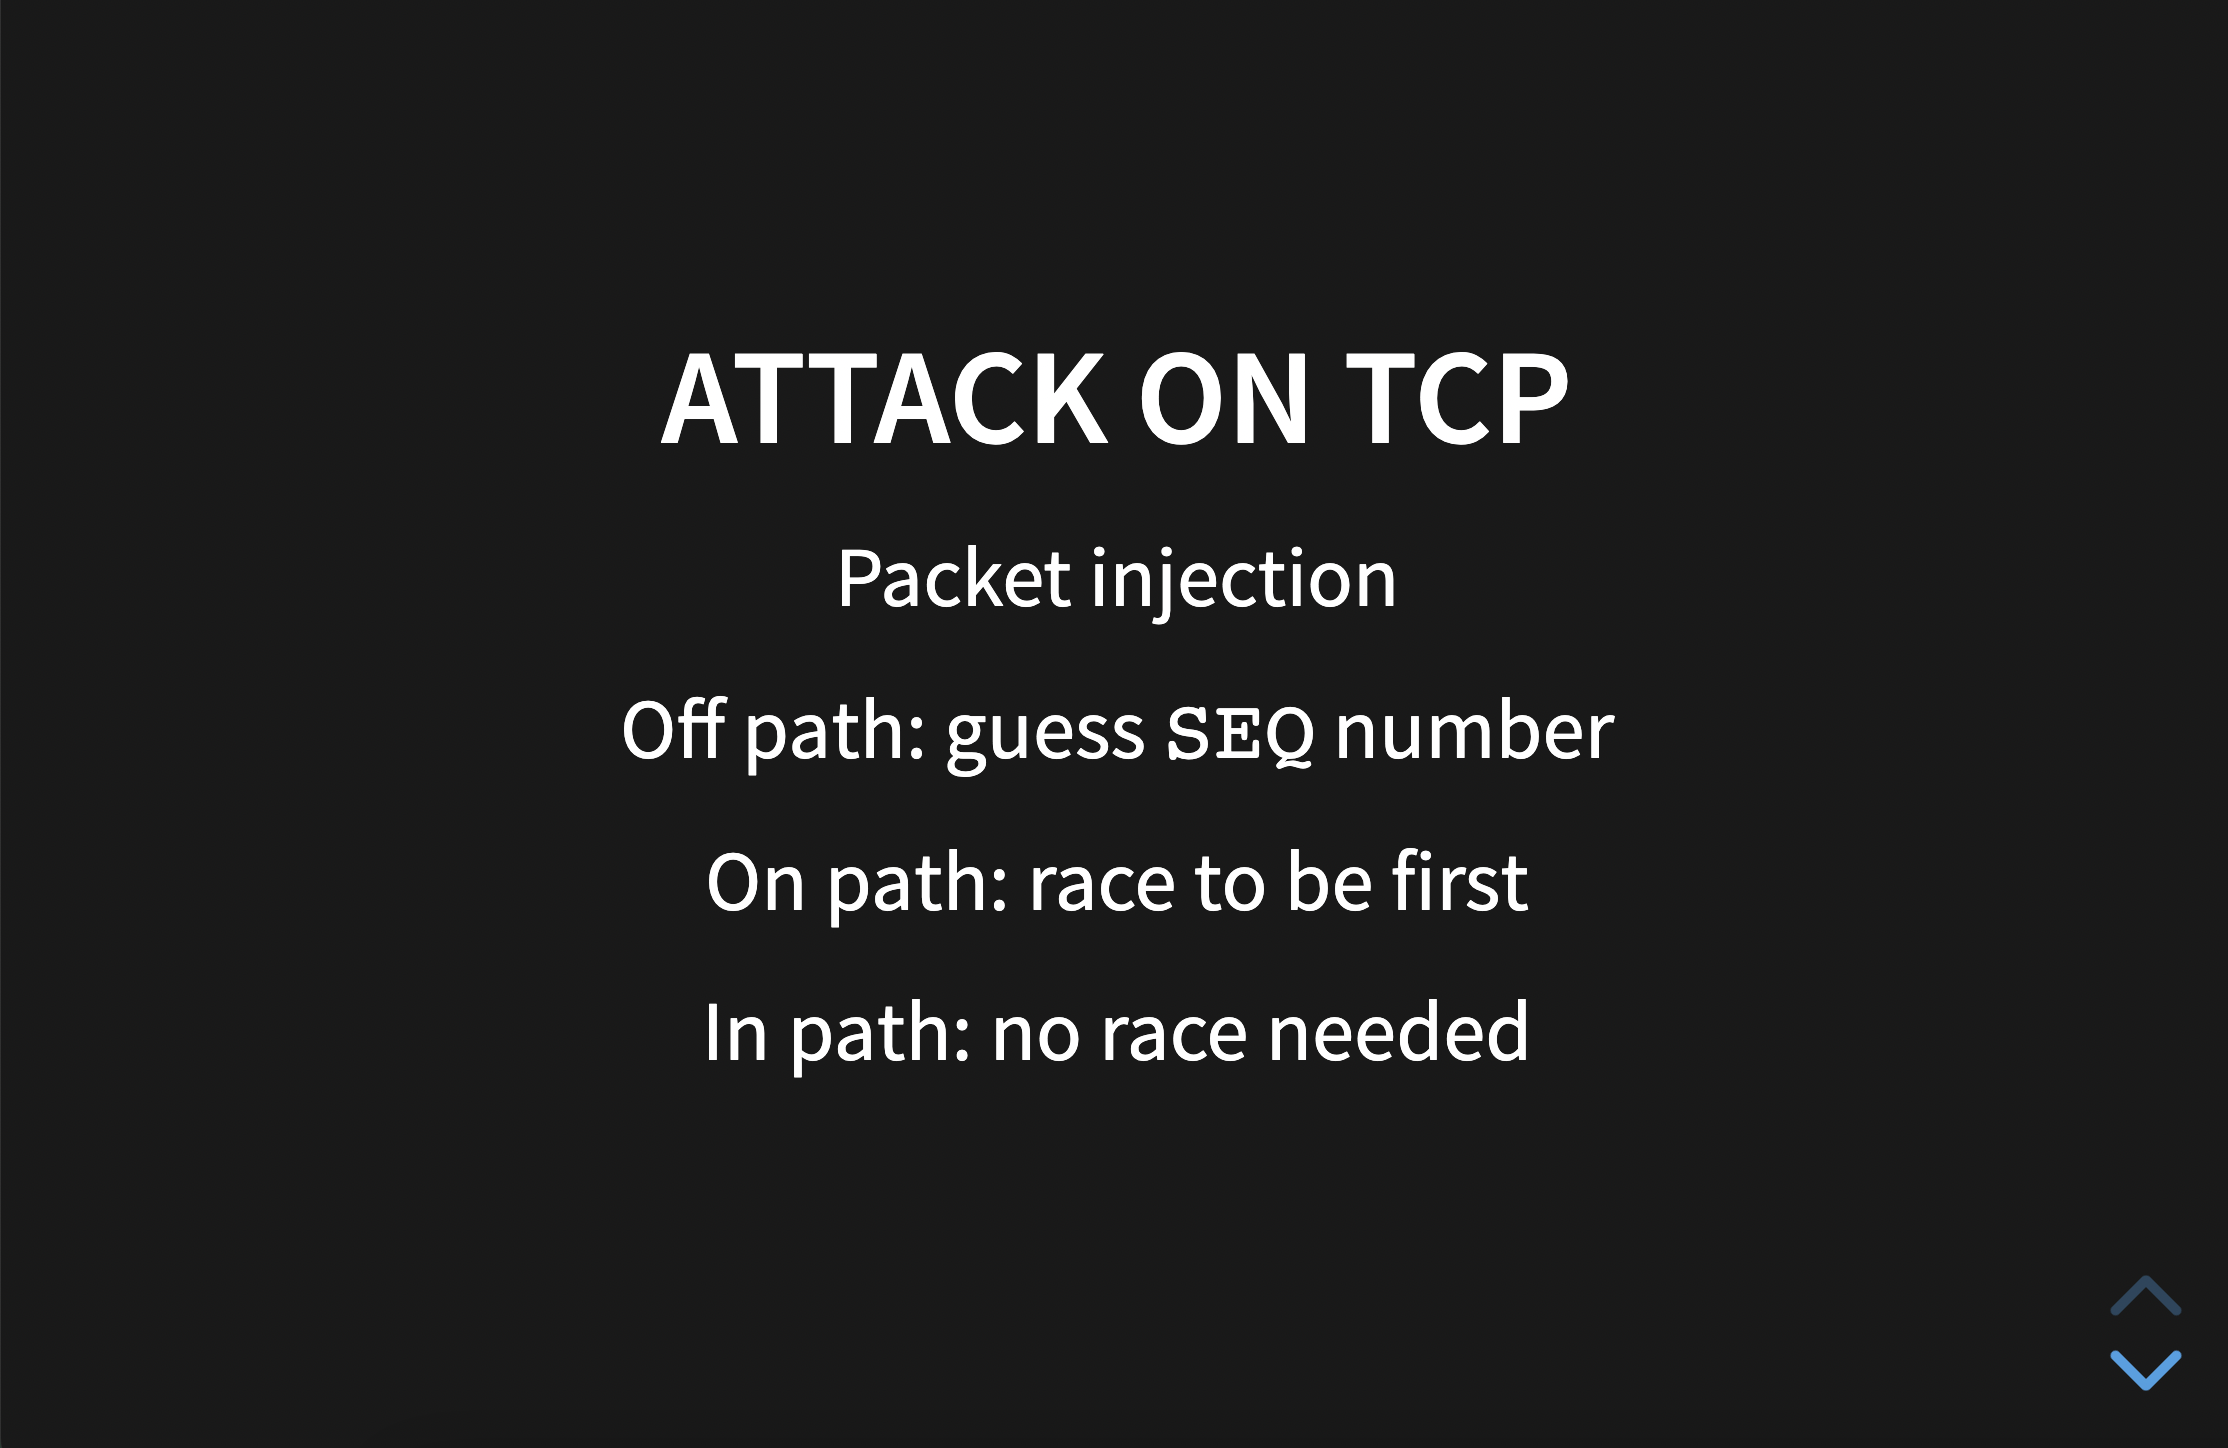 ATTACK ON TCP
Packet injection
Off path: guess SEQ number
On path: race to be first
In path: no race needed